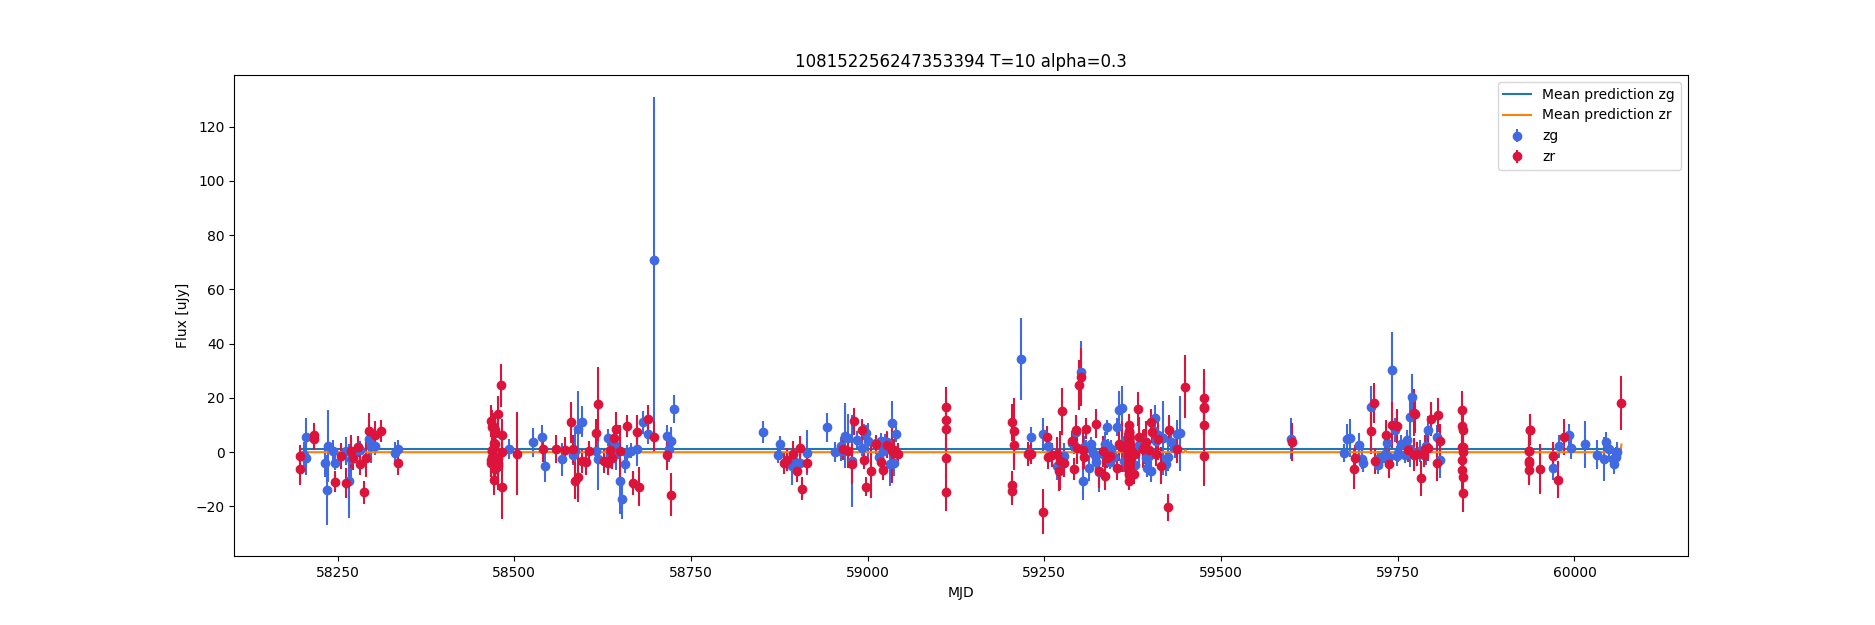 108152256247353394 T=10 alpha=0.3
Mean prediction zg
Mean prediction zr
zg
zr
Flux [uJy]
120
100
80
60
40
20
0
−20
58250 58500 58750 59000 59250 59500 59750 60000
MJD